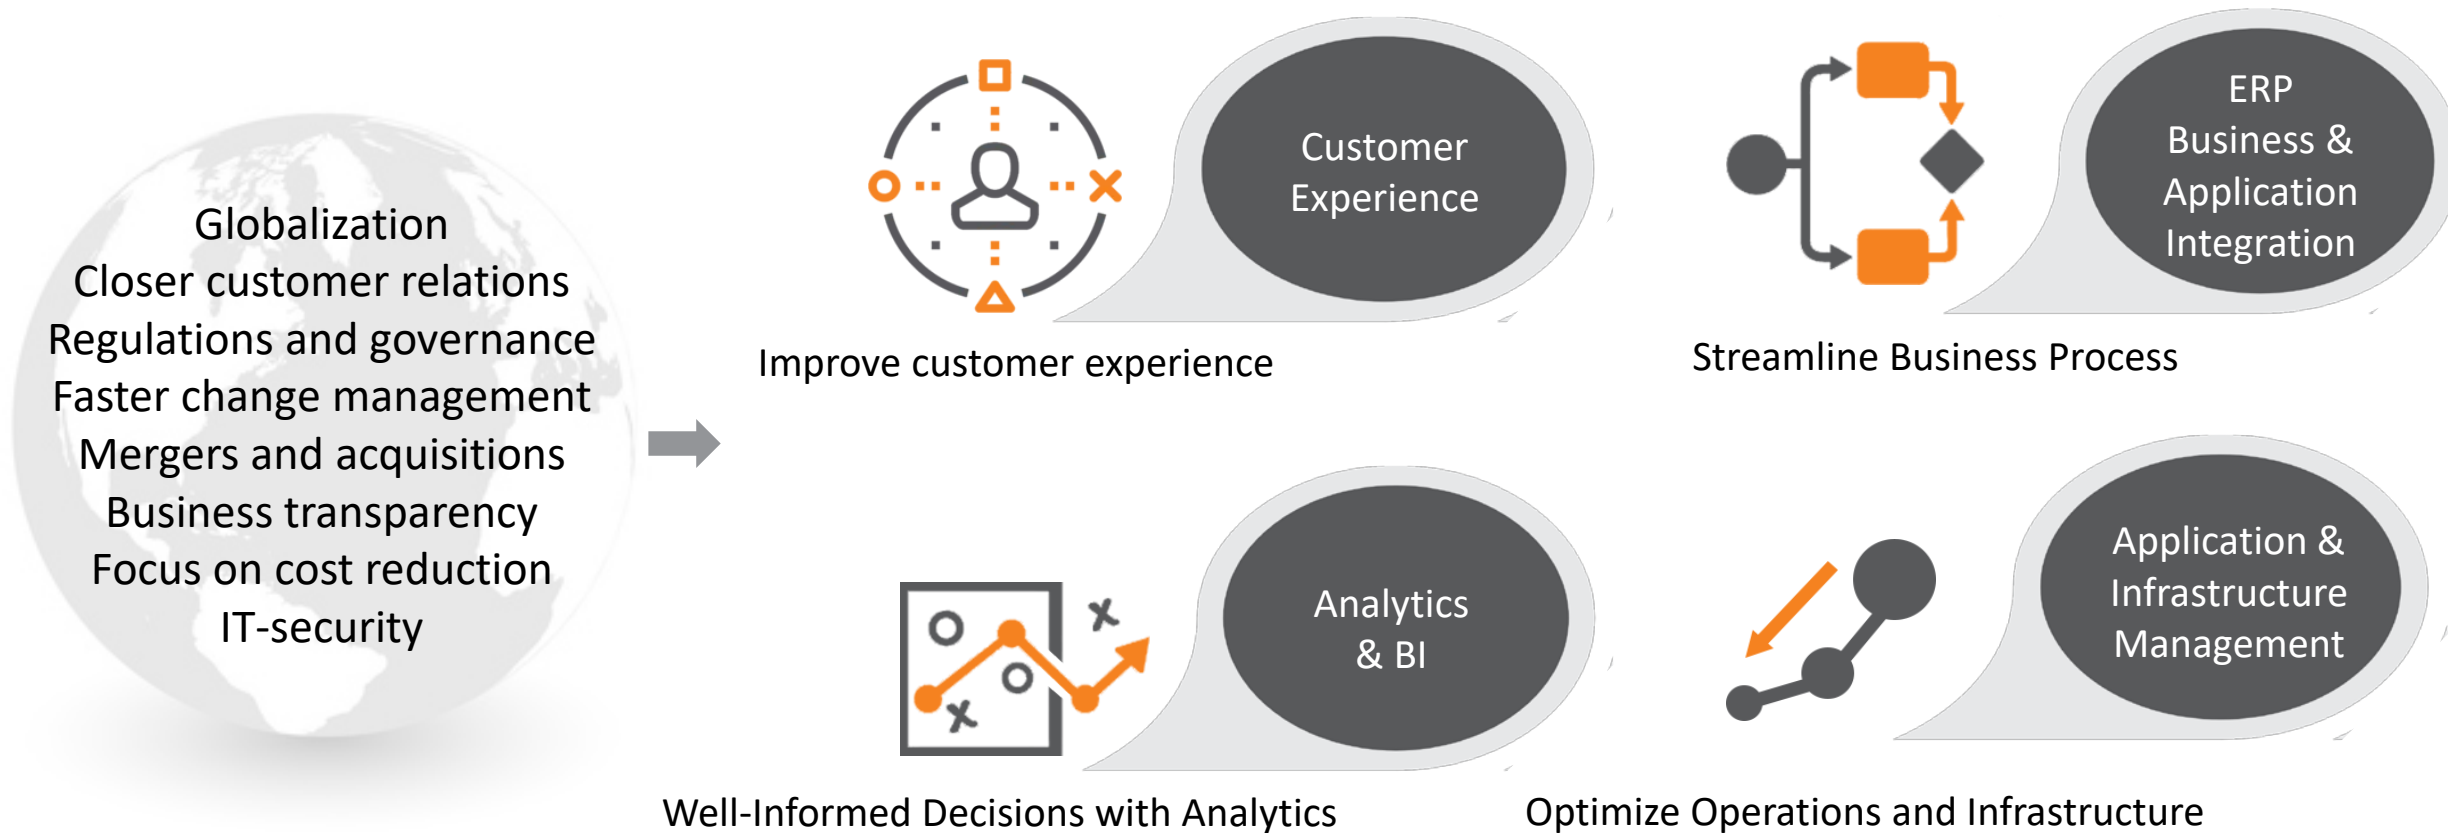 Globalization
Closer customer relations
Regulations and governance
Faster change management
Mergers and acquisitions
Business transparency
Focus on cost reduction
IT-security
Customer
Experience
Improve customer experience
ERP
Business &
Application
Integration
Streamline Business Process
Analytics
& BI
Well-Informed Decisions with Analytics
Application &
Infrastructure
Management
Optimize Operations and Infrastructure